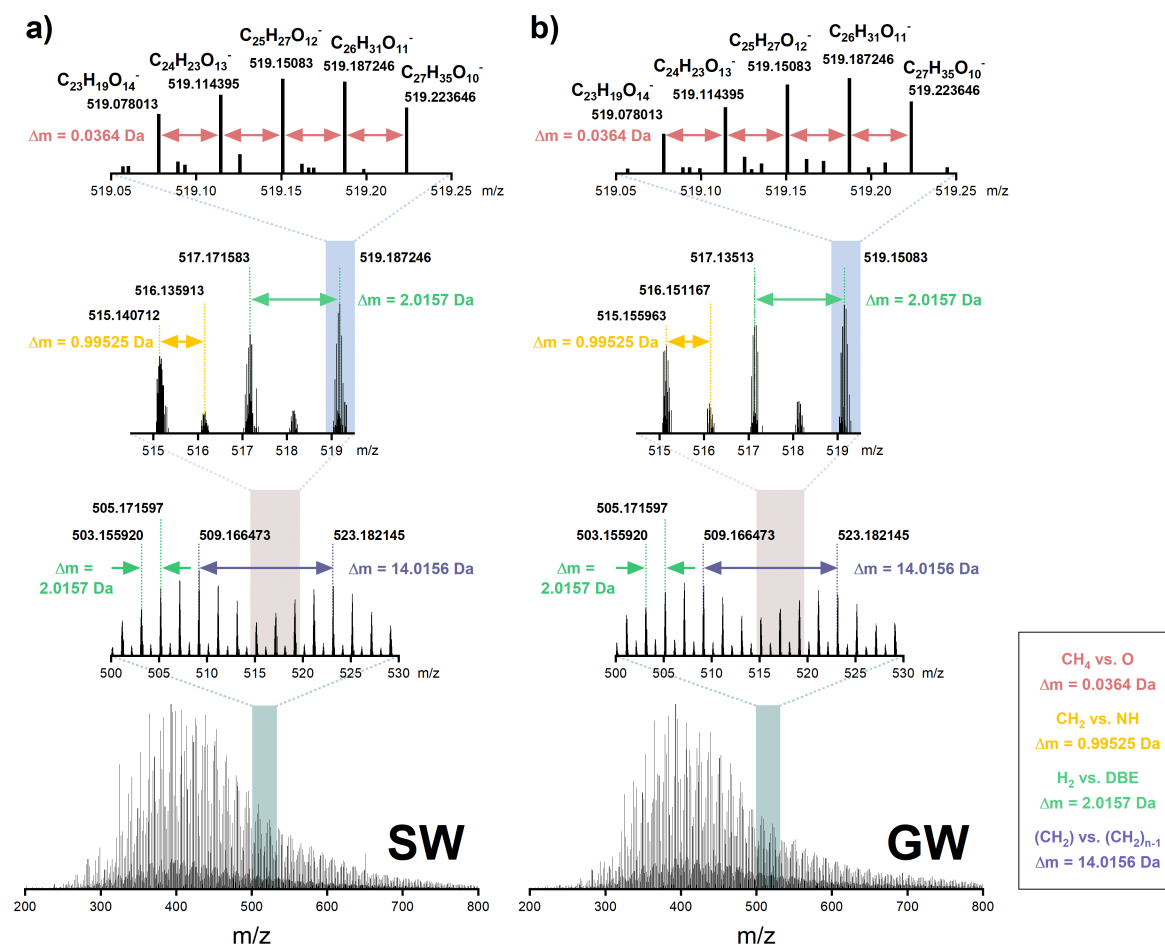 a)
C₂₅H₂₇O₁₂⁻
C₂₆H₃₁O₁₁⁻
C₂₄H₂₃O₁₃⁻
519.15083
519.187246
C₂₃H₁₉O₁₄⁻
519.114395
C₂₇H₃₅O₁₀⁻
519.078013
519.223646
Δm = 0.0364 Da
519.05 519.10 519.15 519.20 519.25 m/z
517.171583
519.187246
516.135913
515.140712
Δm = 2.0157 Da
Δm = 0.99525 Da
515 516 517 518 519 m/z
505.171597
503.155920
509.166473
523.182145
Δm =
2.0157 Da
Δm = 14.0156 Da
500 505 510 515 520 525 530 m/z
SW
200 300 400 500 600 700 800
m/z
b)
C₂₆H₃₁O₁₁⁻
C₂₅H₂₇O₁₂⁻
519.187246
C₂₄H₂₃O₁₃⁻
519.15083
C₂₇H₃₅O₁₀⁻
C₂₃H₁₉O₁₄⁻
519.114395
519.223646
519.078013
Δm = 0.0364 Da
519.05 519.10 519.15 519.20 519.25 m/z
517.13513
519.15083
516.151167
515.155963
Δm = 2.0157 Da
Δm = 0.99525 Da
515 516 517 518 519 m/z
505.171597
503.155920
509.166473
523.182145
Δm =
2.0157 Da
Δm = 14.0156 Da
500 505 510 515 520 525 530 m/z
GW
200 300 400 500 600 700 800
m/z
CH₄ vs. O
Δm = 0.0364 Da
CH₂ vs. NH
Δm = 0.99525 Da
H₂ vs. DBE
Δm = 2.0157 Da
(CH₂) vs. (CH₂)ₙ₋₁
Δm = 14.0156 Da